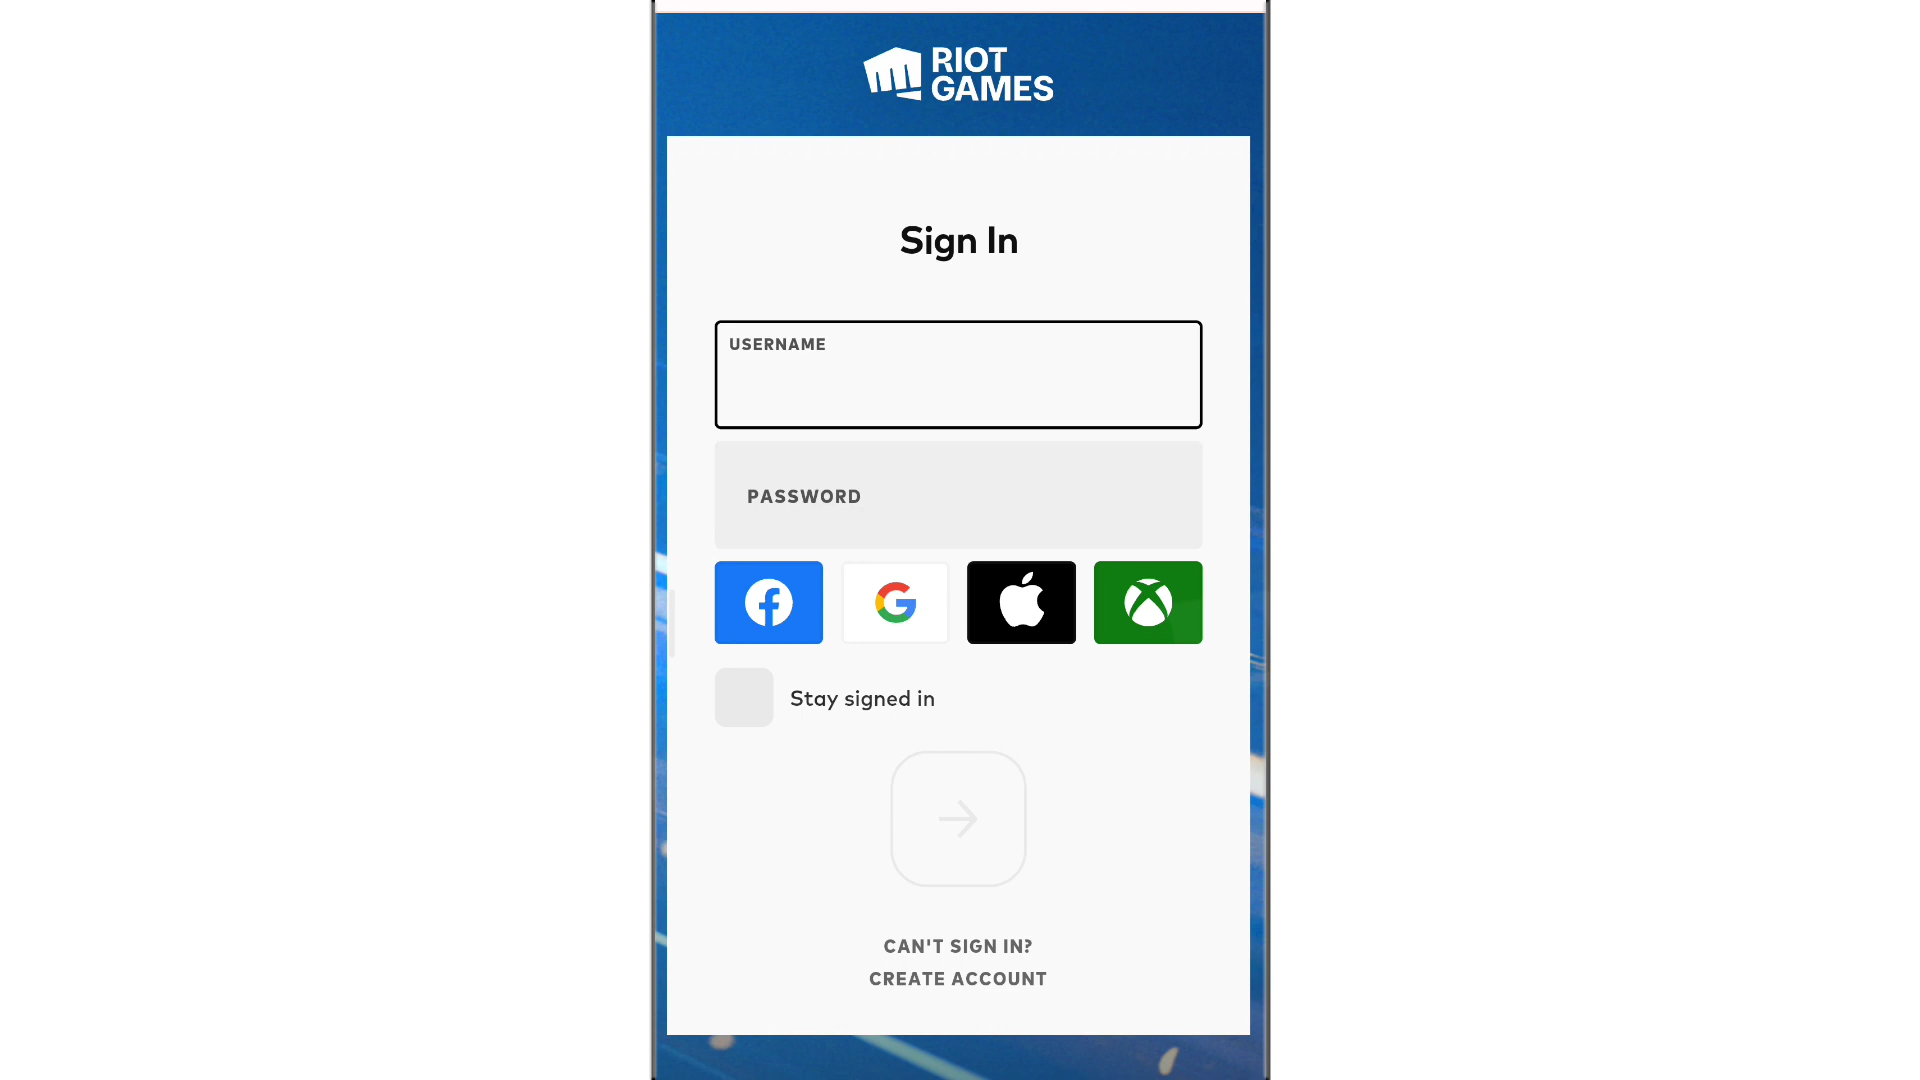 RIOT
GAMES
Sign In
USERNAME
PASSWORD
Stay signed in
CAN'T SIGN IN?
CREATE ACCOUNT